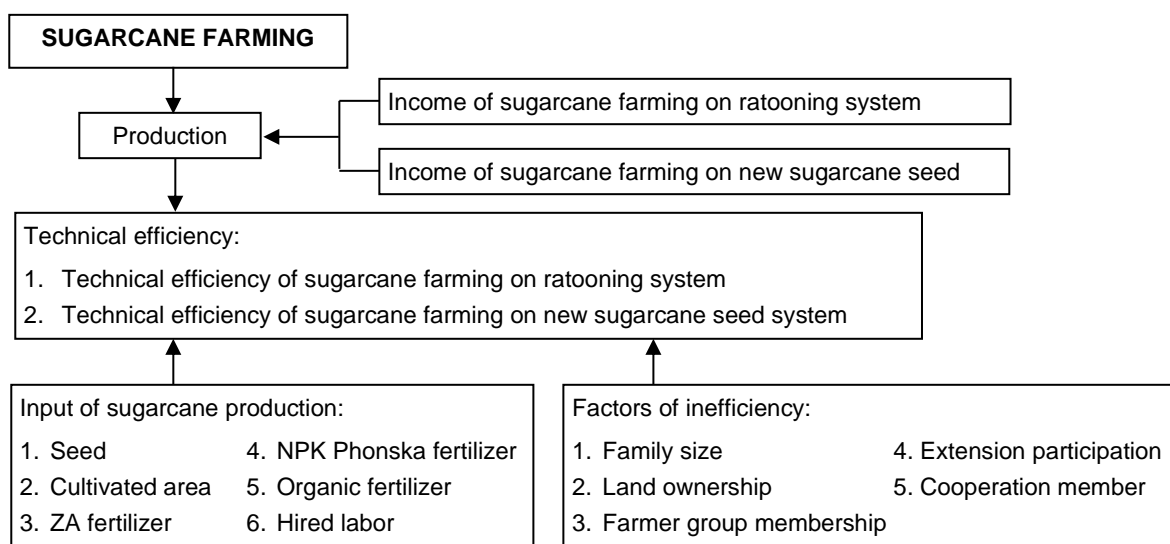 SUGARCANE FARMING
Income of sugarcane farming on ratooning system
Production
Income of sugarcane farming on new sugarcane seed
Technical efficiency:
1. Technical efficiency of sugarcane farming on ratooning system
2. Technical efficiency of sugarcane farming on new sugarcane seed system
Input of sugarcane production:
1. Seed
2. Cultivated area
3. ZA fertilizer
4. NPK Phonska fertilizer
5. Organic fertilizer
6. Hired labor
Factors of inefficiency:
1. Family size
2. Land ownership
3. Farmer group membership
4. Extension participation
5. Cooperation member